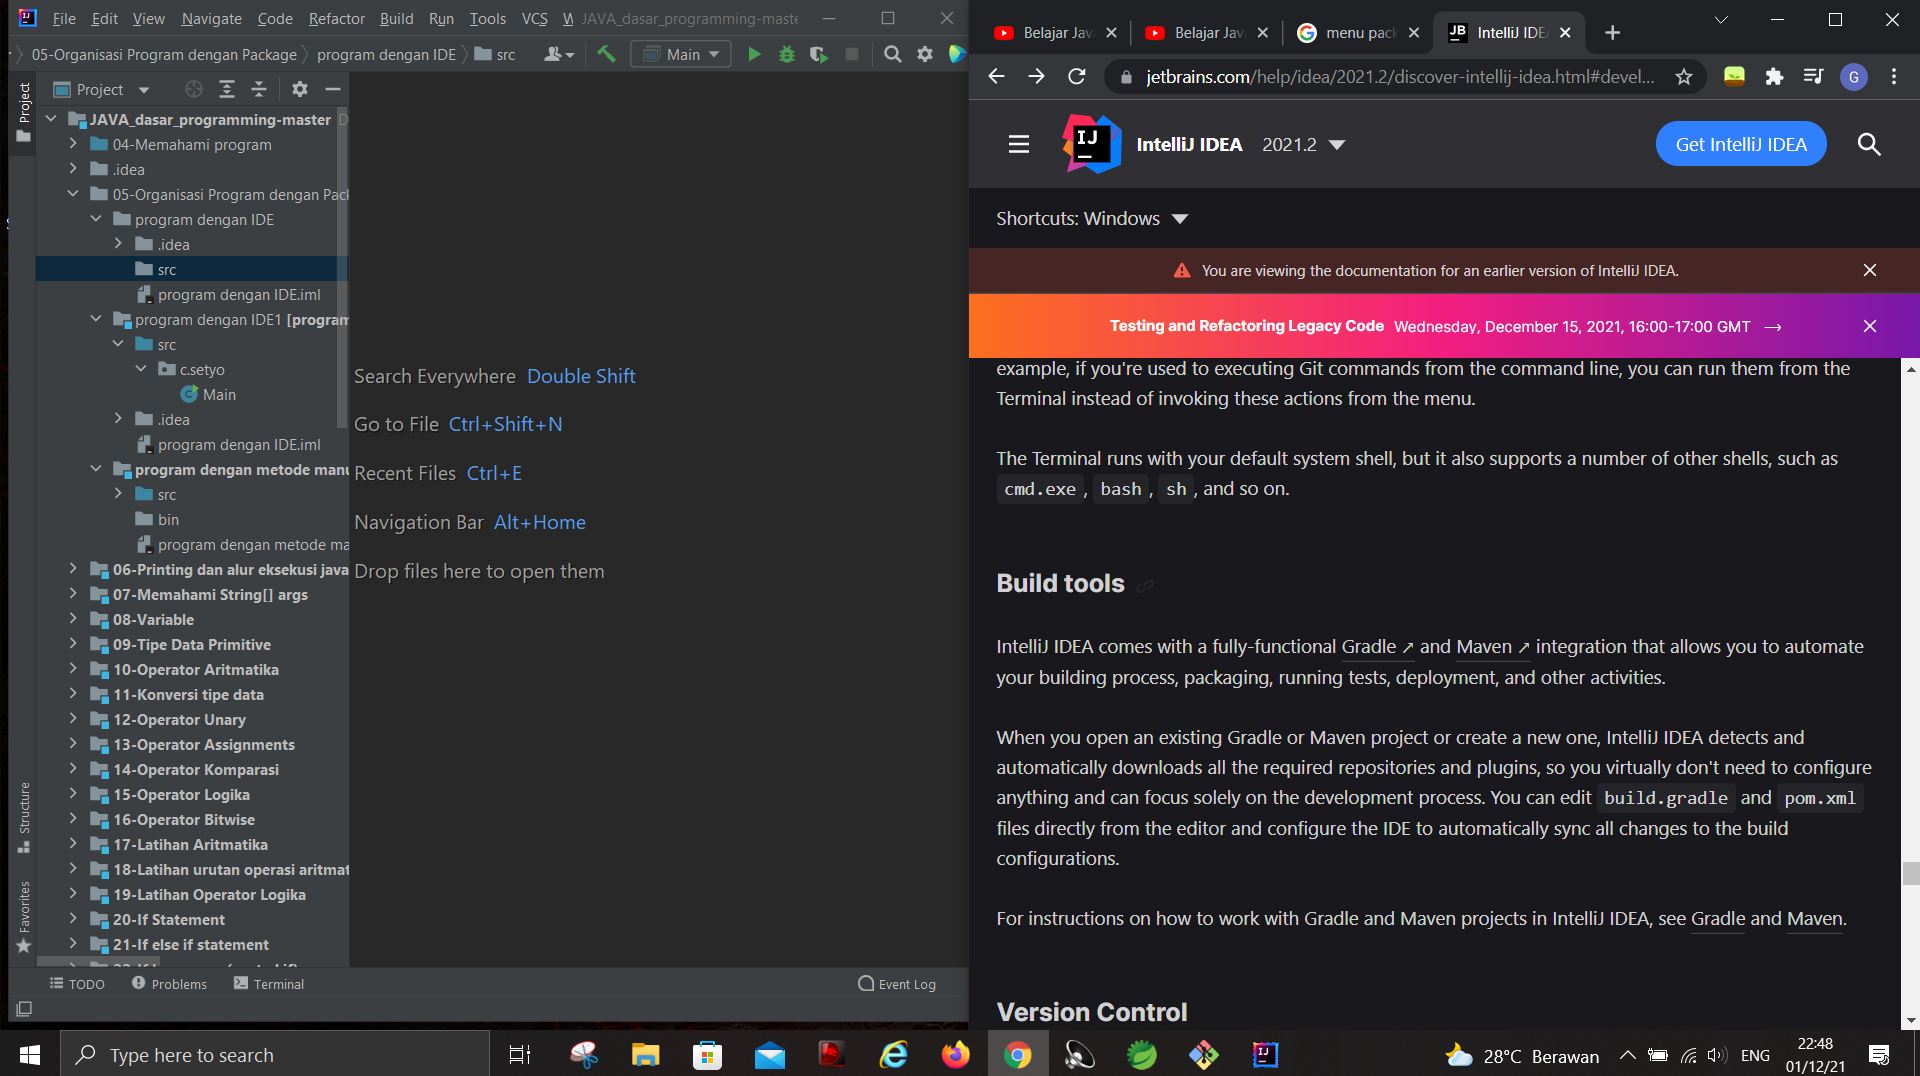 File Edit View Navigate Code Refactor Build Run Tools VCS W JAVA_dasar_programming-maste
05-Organisasi Program dengan Package program dengan IDE src Main
Project
Project
JAVA_dasar_programming-master D
04-Memahami program
.idea
05-Organisasi Program dengan Pack
program dengan IDE
.idea
src
program dengan IDE.iml
program dengan IDE1 [program
src
c.setyo
Main
.idea
program dengan IDE.iml
program dengan metode manu
src
bin
program dengan metode ma
06-Printing dan alur eksekusi java
07-Memahami String[] args
08-Variable
09-Tipe Data Primitive
10-Operator Aritmatika
11-Konversi tipe data
12-Operator Unary
13-Operator Assignments
14-Operator Komparasi
15-Operator Logika
16-Operator Bitwise
17-Latihan Aritmatika
18-Latihan urutan operasi aritmat
19-Latihan Operator Logika
20-If Statement
21-If else if statement
Structure
Favorites
Search Everywhere Double Shift
Go to File Ctrl+Shift+N
Recent Files Ctrl+E
Navigation Bar Alt+Home
Drop files here to open them
TODO Problems Terminal Event Log
Belajar Jav Belajar Jav menu pack IntelliJ IDE
jetbrains.com/help/idea/2021.2/discover-intellij-idea.html#devel... G
IJ IntelliJ IDEA 2021.2 Get IntelliJ IDEA
Shortcuts: Windows
You are viewing the documentation for an earlier version of IntelliJ IDEA.
Testing and Refactoring Legacy Code Wednesday, December 15, 2021, 16:00-17:00 GMT →
example, if you're used to executing Git commands from the command line, you can run them from the
Terminal instead of invoking these actions from the menu.
The Terminal runs with your default system shell, but it also supports a number of other shells, such as
cmd.exe , bash , sh , and so on.
Build tools
IntelliJ IDEA comes with a fully-functional Gradle ↗ and Maven ↗ integration that allows you to automate
your building process, packaging, running tests, deployment, and other activities.
When you open an existing Gradle or Maven project or create a new one, IntelliJ IDEA detects and
automatically downloads all the required repositories and plugins, so you virtually don't need to configure
anything and can focus solely on the development process. You can edit build.gradle and pom.xml
files directly from the editor and configure the IDE to automatically sync all changes to the build
configurations.
For instructions on how to work with Gradle and Maven projects in IntelliJ IDEA, see Gradle and Maven.
Version Control
Type here to search
28°C Berawan ENG 22:48
01/12/21